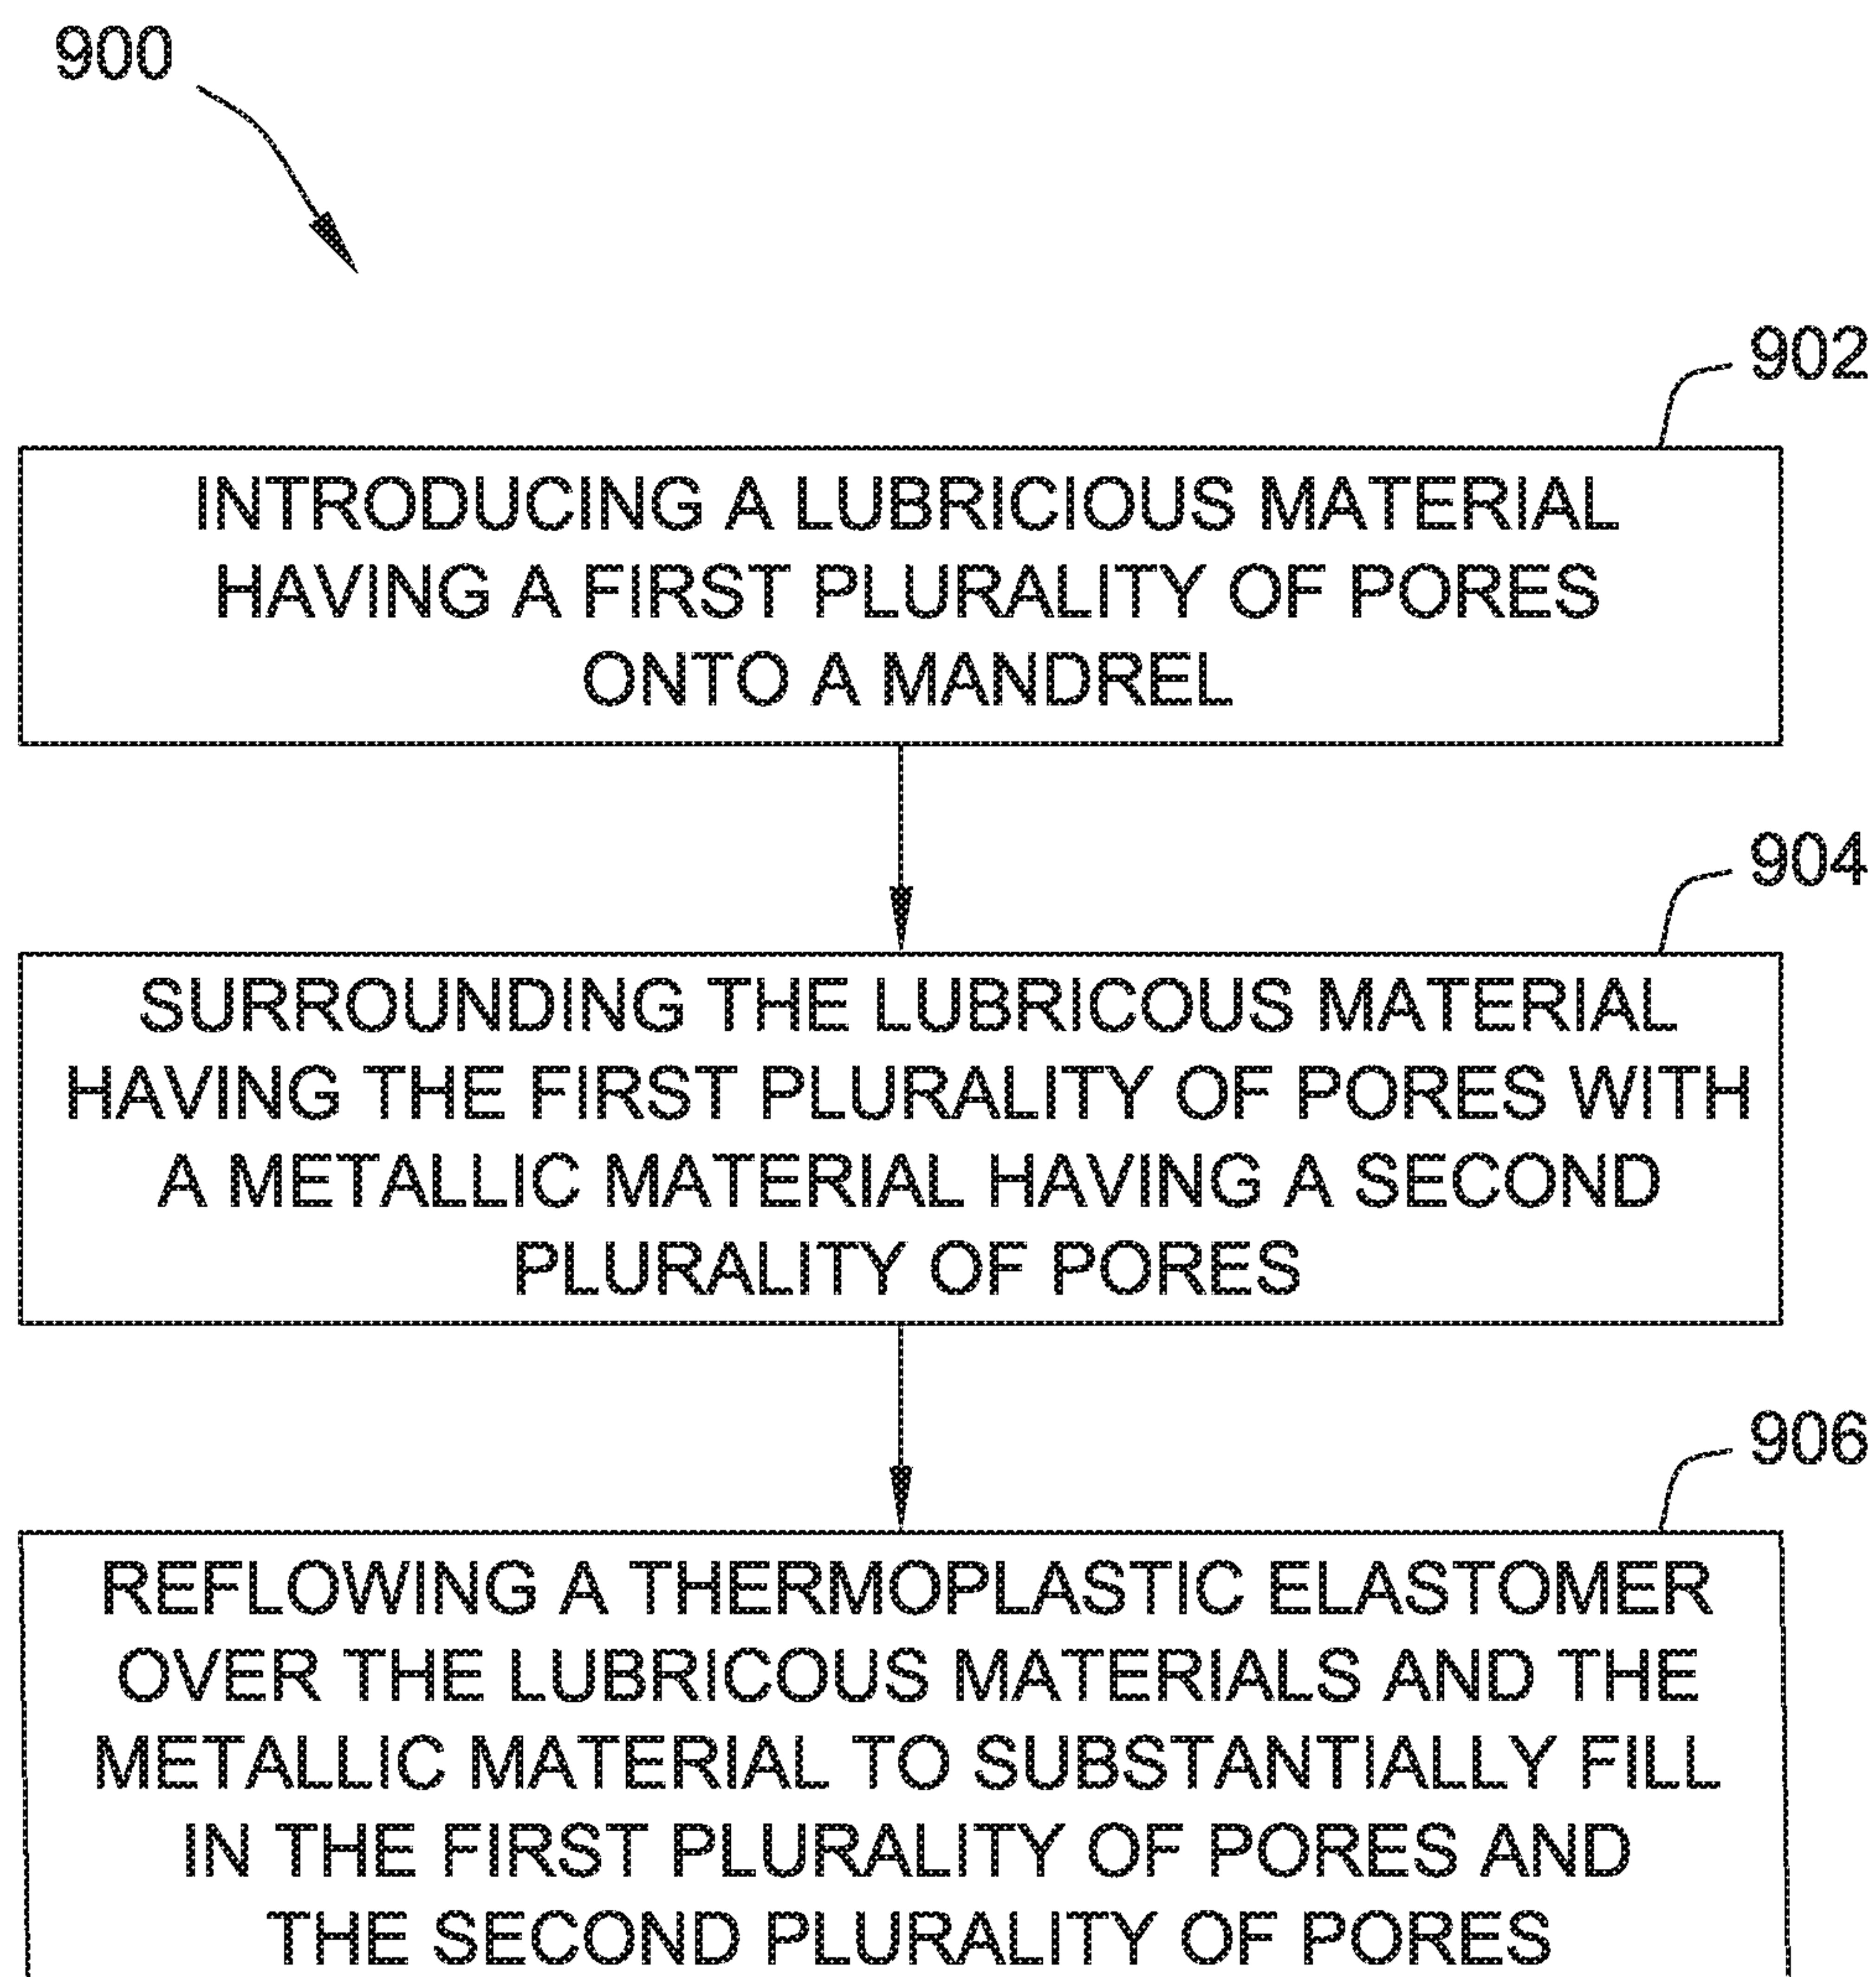 900
902
INTRODUCING A LUBRICIOUS MATERIAL
HAVING A FIRST PLURALITY OF PORES
ONTO A MANDREL
904
SURROUNDING THE LUBRICOUS MATERIAL
HAVING THE FIRST PLURALITY OF PORES WITH
A METALLIC MATERIAL HAVING A SECOND
PLURALITY OF PORES
906
REFLOWING A THERMOPLASTIC ELASTOMER
OVER THE LUBRICOUS MATERIALS AND THE
METALLIC MATERIAL TO SUBSTANTIALLY FILL
IN THE FIRST PLURALITY OF PORES AND
THE SECOND PLURALITY OF PORES